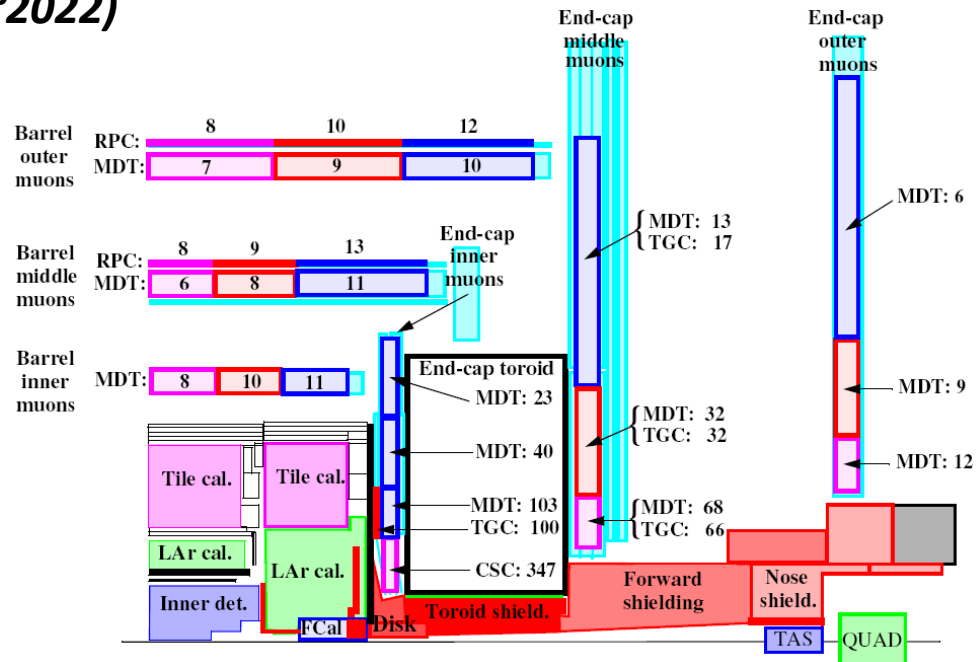 2022)
End-cap
middle
muons
End-cap
outer
muons
Barrel
outer
muons
8 10 12
RPC:
MDT: 7 9 10
MDT: 6
MDT: 13
TGC: 17
End-cap
inner
muons
Barrel
middle
muons
8 9 13
RPC:
MDT: 6 8 11
Barrel
inner
muons
MDT: 8 10 11
End-cap toroid
MDT: 23
MDT: 9
MDT: 32
TGC: 32
MDT: 40
MDT: 12
Tile cal. Tile cal.
MDT: 103
TGC: 100
MDT: 68
TGC: 66
LAr cal.
LAr cal.
CSC: 347
Forward
shielding
Nose
shield.
Inner det.
Toroid shield.
FCal Disk
TAS QUAD